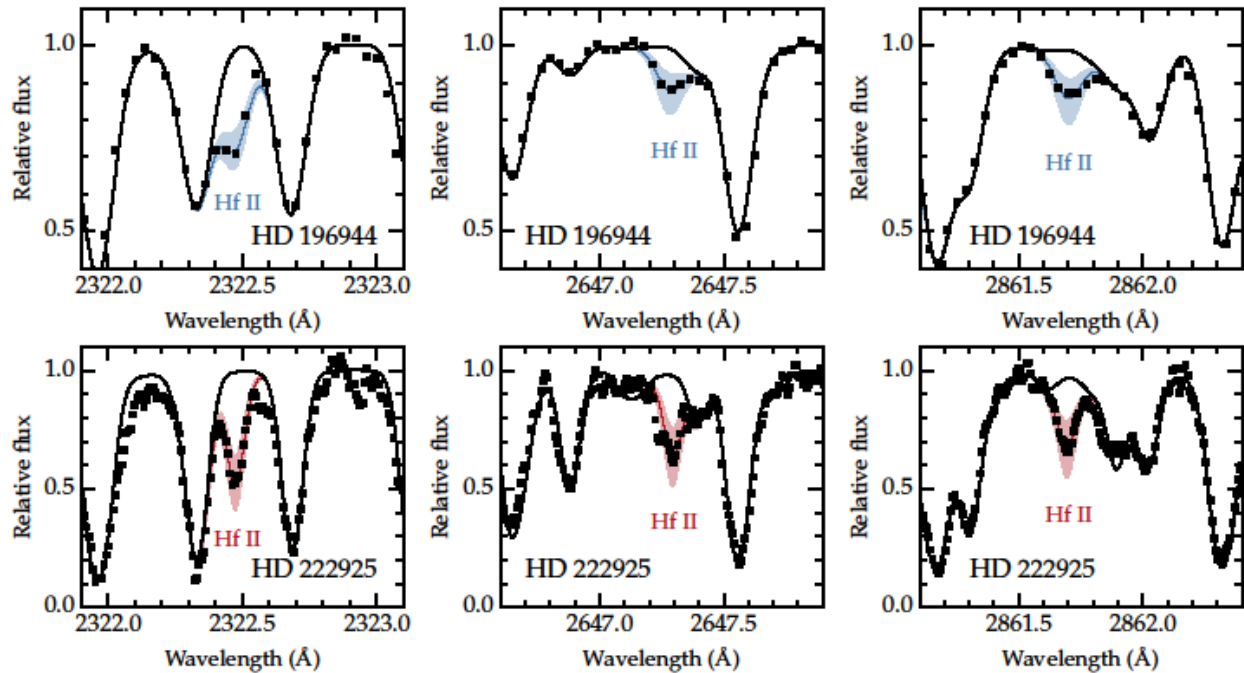 1.0
0.5
Relative flux
Hf II
HD 196944
2322.0 2322.5 2323.0
Wavelength (Å)
Relative flux
Hf II
HD 196944
1.0
0.5
2647.0 2647.5
Wavelength (Å)
Relative flux
Hf II
HD 196944
1.0
0.5
2861.5 2862.0
Wavelength (Å)
1.0
0.5
0.0
Relative flux
Hf II
HD 222925
2322.0 2322.5 2323.0
Wavelength (Å)
1.0
0.5
0.0
Relative flux
Hf II
HD 222925
2647.0 2647.5
Wavelength (Å)
1.0
0.5
0.0
Relative flux
Hf II
HD 222925
2861.5 2862.0
Wavelength (Å)